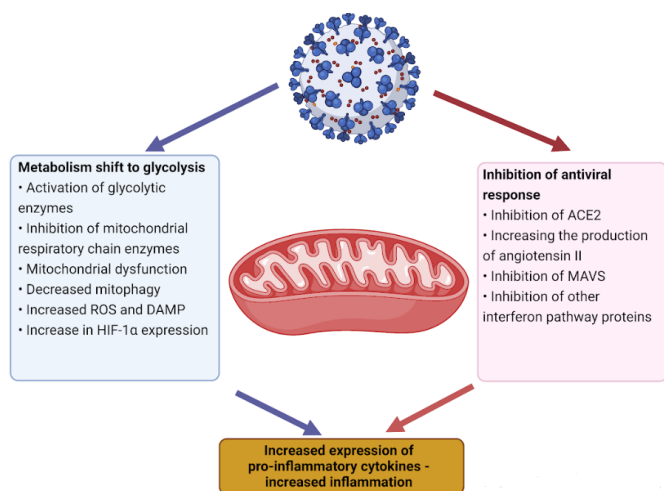 Metabolism shift to glycolysis
• Activation of glycolytic
enzymes
• Inhibition of mitochondrial
respiratory chain enzymes
• Mitochondrial dysfunction
• Decreased mitophagy
• Increased ROS and DAMP
• Increase in HIF-1α expression
Inhibition of antiviral
response
• Inhibition of ACE2
• Increasing the production
of angiotensin II
• Inhibition of MAVS
• Inhibition of other
interferon pathway proteins
Increased expression of
pro-inflammatory cytokines -
increased inflammation